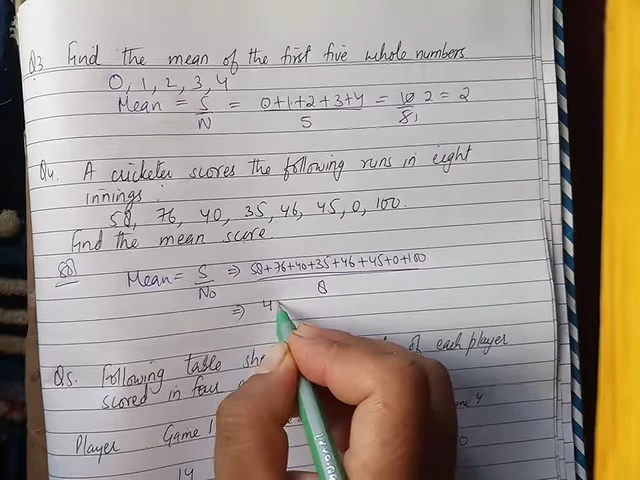 Q3 Find the mean of the first five whole numbers
0, 1, 2, 3, 4
Mean = S/N = 0+1+2+3+4/5 = 10/5 2 = 2
Q4. A cricketer scores the following runs in eight
innings:
58, 76, 40, 35, 46, 45, 0, 100.
Find the mean score.
Mean = S/No ⇒ 58+76+40+35+46+45+0+100/8
⇒ 4
Q5. Following table of each player
scored in four
Player Game 1
14 0